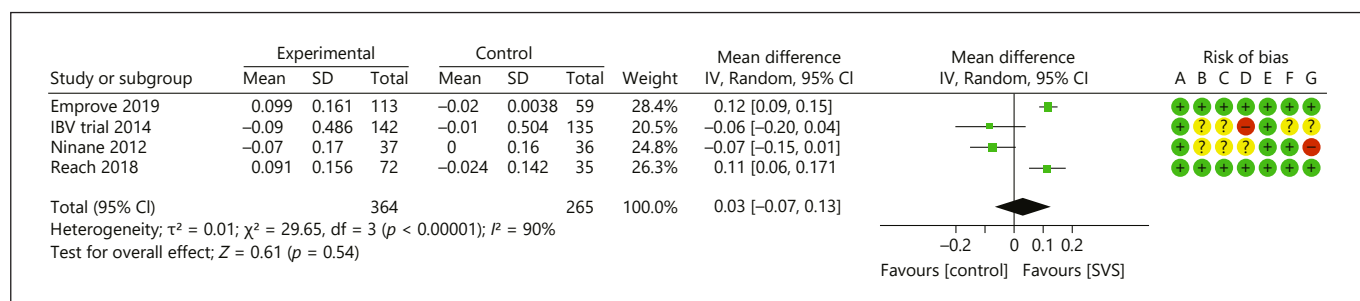 Experimental Control Mean difference Mean difference Risk of bias
Study or subgroup Mean SD Total Mean SD Total Weight IV, Random, 95% CI IV, Random, 95% CI A B C D E F G
Emprove 2019 0.099 0.161 113 −0.02 0.0038 59 28.4% 0.12 [0.09, 0.15] + + + + + + +
IBV trial 2014 −0.09 0.486 142 −0.01 0.504 135 20.5% −0.06 [−0.20, 0.04] + ? ? − + ? ?
Ninane 2012 −0.07 0.17 37 0 0.16 36 24.8% −0.07 [−0.15, 0.01] + ? ? ? + + −
Reach 2018 0.091 0.156 72 −0.024 0.142 35 26.3% 0.11 [0.06, 0.171 + + + + + + +
Total (95% CI) 364 265 100.0% 0.03 [−0.07, 0.13]
Heterogeneity; τ² = 0.01; χ² = 29.65, df = 3 (p < 0.00001); I² = 90%
Test for overall effect; Z = 0.61 (p = 0.54)
−0.2 0 0.1 0.2
Favours [control] Favours [SVS]